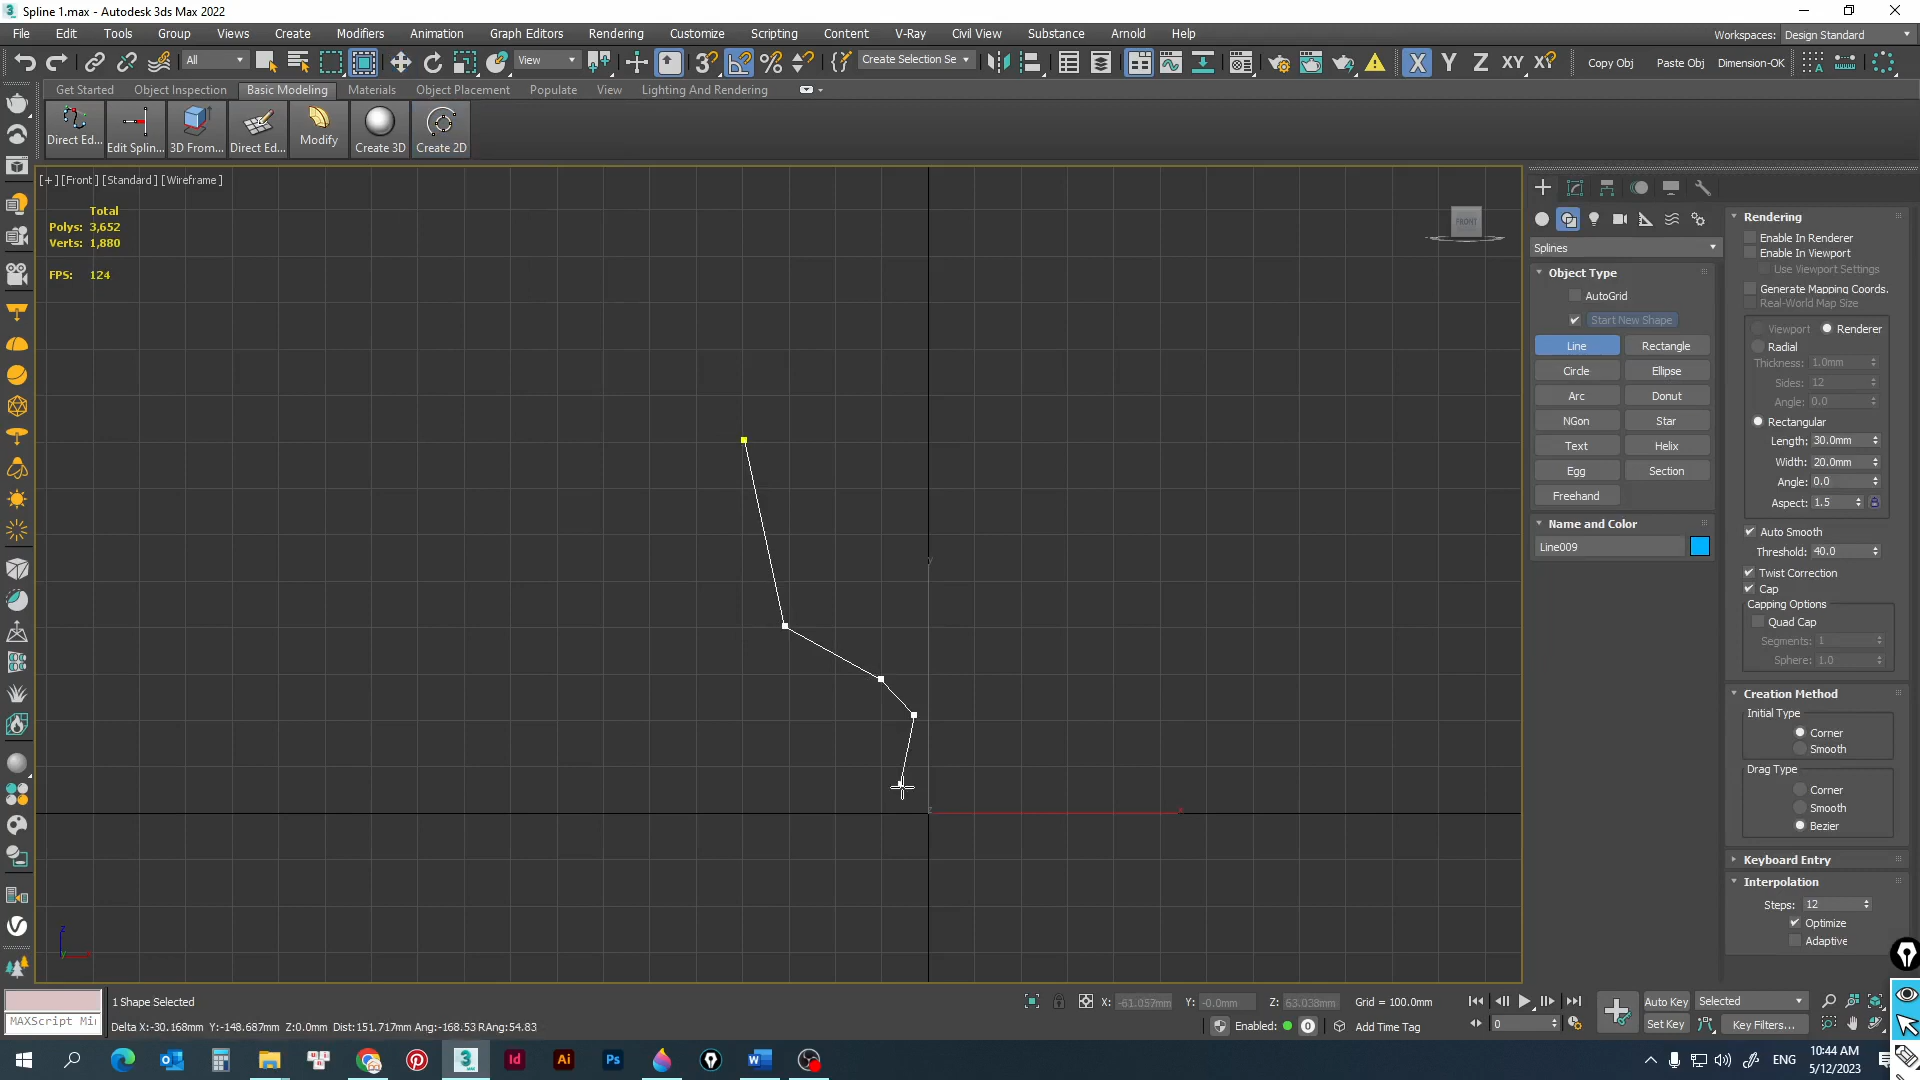 Spline 1.max - Autodesk 3ds Max 2022
File Edit Tools Group Views Create Modifiers Animation Graph Editors Rendering Customize Scripting Content V-Ray Civil View Substance Arnold Help
Workspaces: Design Standard
All View Create Selection Se X Y Z XY XY Copy Obj Paste Obj Dimension-OK
Get Started Object Inspection Basic Modeling Materials Object Placement Populate View Lighting And Rendering
Direct Ed... Edit Splin... 3D From... Direct Ed... Modify Create 3D Create 2D
[+] [Front ] [Standard ] [Wireframe ]
Total
Polys: 3,652
Verts: 1,880
FPS: 124
FRONT
Splines
Object Type
AutoGrid
Start New Shape
Line Rectangle
Circle Ellipse
Arc Donut
NGon Star
Text Helix
Egg Section
Freehand
Name and Color
Line009
Rendering
Enable In Renderer
Enable In Viewport
Use Viewport Settings
Generate Mapping Coords.
Real-World Map Size
Viewport Renderer
Radial
Thickness: 1.0mm
Sides: 12
Angle: 0.0
Rectangular
Length: 30.0mm
Width: 20.0mm
Angle: 0.0
Aspect: 1.5
Auto Smooth
Threshold: 40.0
Twist Correction
Cap
Capping Options
Quad Cap
Segments: 1
Sphere: 1.0
Creation Method
Initial Type
Corner
Smooth
Drag Type
Corner
Smooth
Bezier
Keyboard Entry
Interpolation
Steps: 12
Optimize
Adaptive
1 Shape Selected
X: -61.057mm Y: -0.0mm Z: 63.038mm Grid = 100.0mm
Auto Key Selected
MAXScript Mi
Delta X:-30.168mm Y:-148.687mm Z:0.0mm Dist:151.717mm Ang:-168.53 RAng:54.83
Enabled: 0 Add Time Tag
0
Set Key Key Filters...
ENG
10:44 AM
5/12/2023